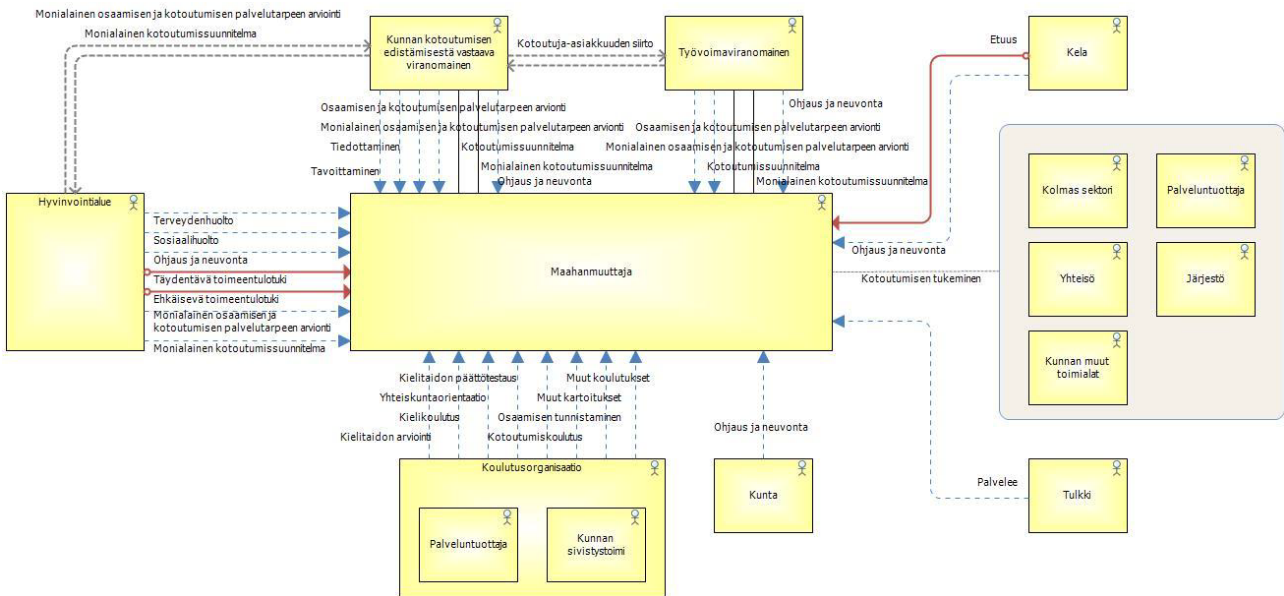 Monialainen osaamisen ja kotoutumisen palvelutarpeen arviointi
Monialainen kotoutumissuunnitelma
Kunnan kotoutumisen
edistämisestä vastaava
viranomainen
Kotoutuja-asiakkuuden siirto
Työvoimaviranomainen
Etuus
Kela
Osaamisen ja kotoutumisen palvelutarpeen arvionti
Monialainen osaamisen ja kotoutumisen palvelutarpeen arvionti
Tiedottaminen
Kotoutumissuunnitelma
Monialainen kotoutumissuunnitelma
Tavoittaminen
Ohjaus ja neuvonta
Ohjaus ja neuvonta
Osaamisen ja kotoutumisen palvelutarpeen arvionti
Monialainen osaamisen ja kotoutumisen palvelutarpeen arvionti
Kotoutumissuunnitelma
Monialainen kotoutumissuunnitelma
Hyvinvointialue
Terveydenhuolto
Sosiaalihuolto
Ohjaus ja neuvonta
Täydentävä toimeentulotuki
Ehkäisevä toimeentulotuki
Monialainen osaamisen ja
kotoutumisen palvelutarpeen arvionti
Monialainen kotoutumissuunnitelma
Maahanmuuttaja
Ohjaus ja neuvonta
Kotoutumisen tukeminen
Kolmas sektori
Palveluntuottaja
Yhteisö
Järjestö
Kunnan muut
toimialat
Kielitaidon päättötestaus
Muut koulutukset
Yhteiskuntaorientaatio
Muut kartoitukset
Kielikoulutus
Osaamisen tunnistaminen
Kielitaidon arviointi
Kotoutumiskoulutus
Ohjaus ja neuvonta
Koulutusorganisaatio
Palveluntuottaja
Kunnan
sivistystoimi
Kunta
Palvelee
Tulkki